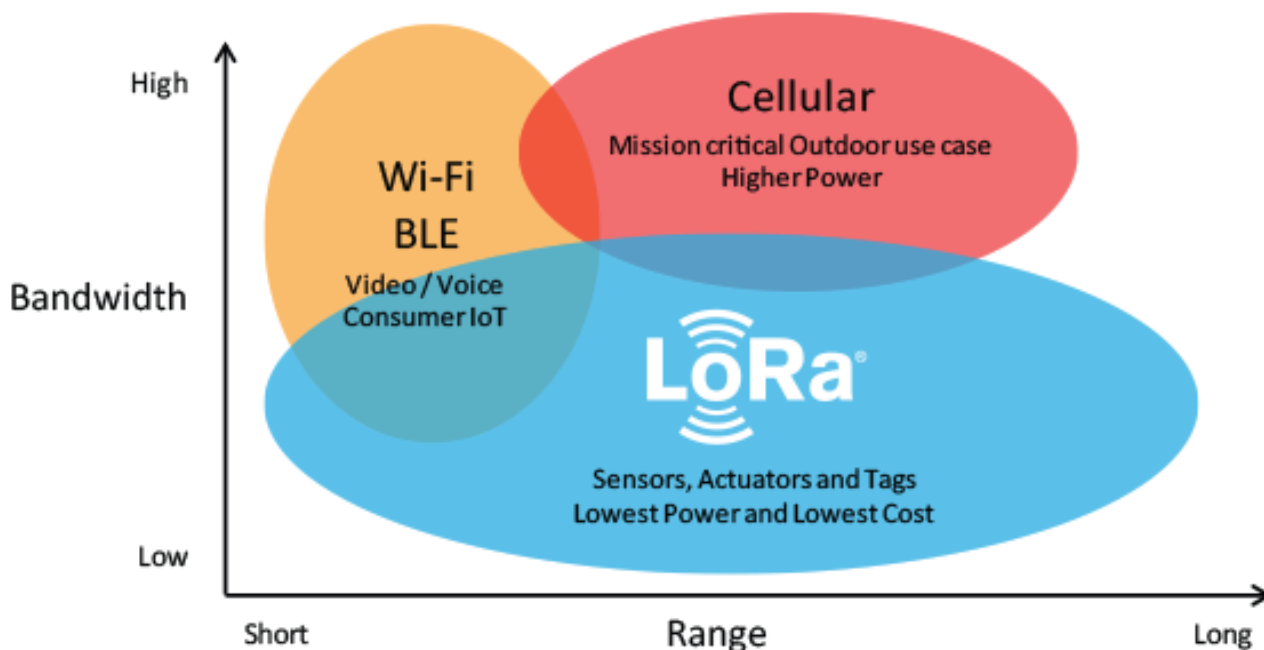 High
Cellular
Mission critical Outdoor use case
Higher Power
Wi-Fi
BLE
Video / Voice
Consumer IoT
Bandwidth
LoRa®
Sensors, Actuators and Tags
Lowest Power and Lowest Cost
Low
Short
Range
Long